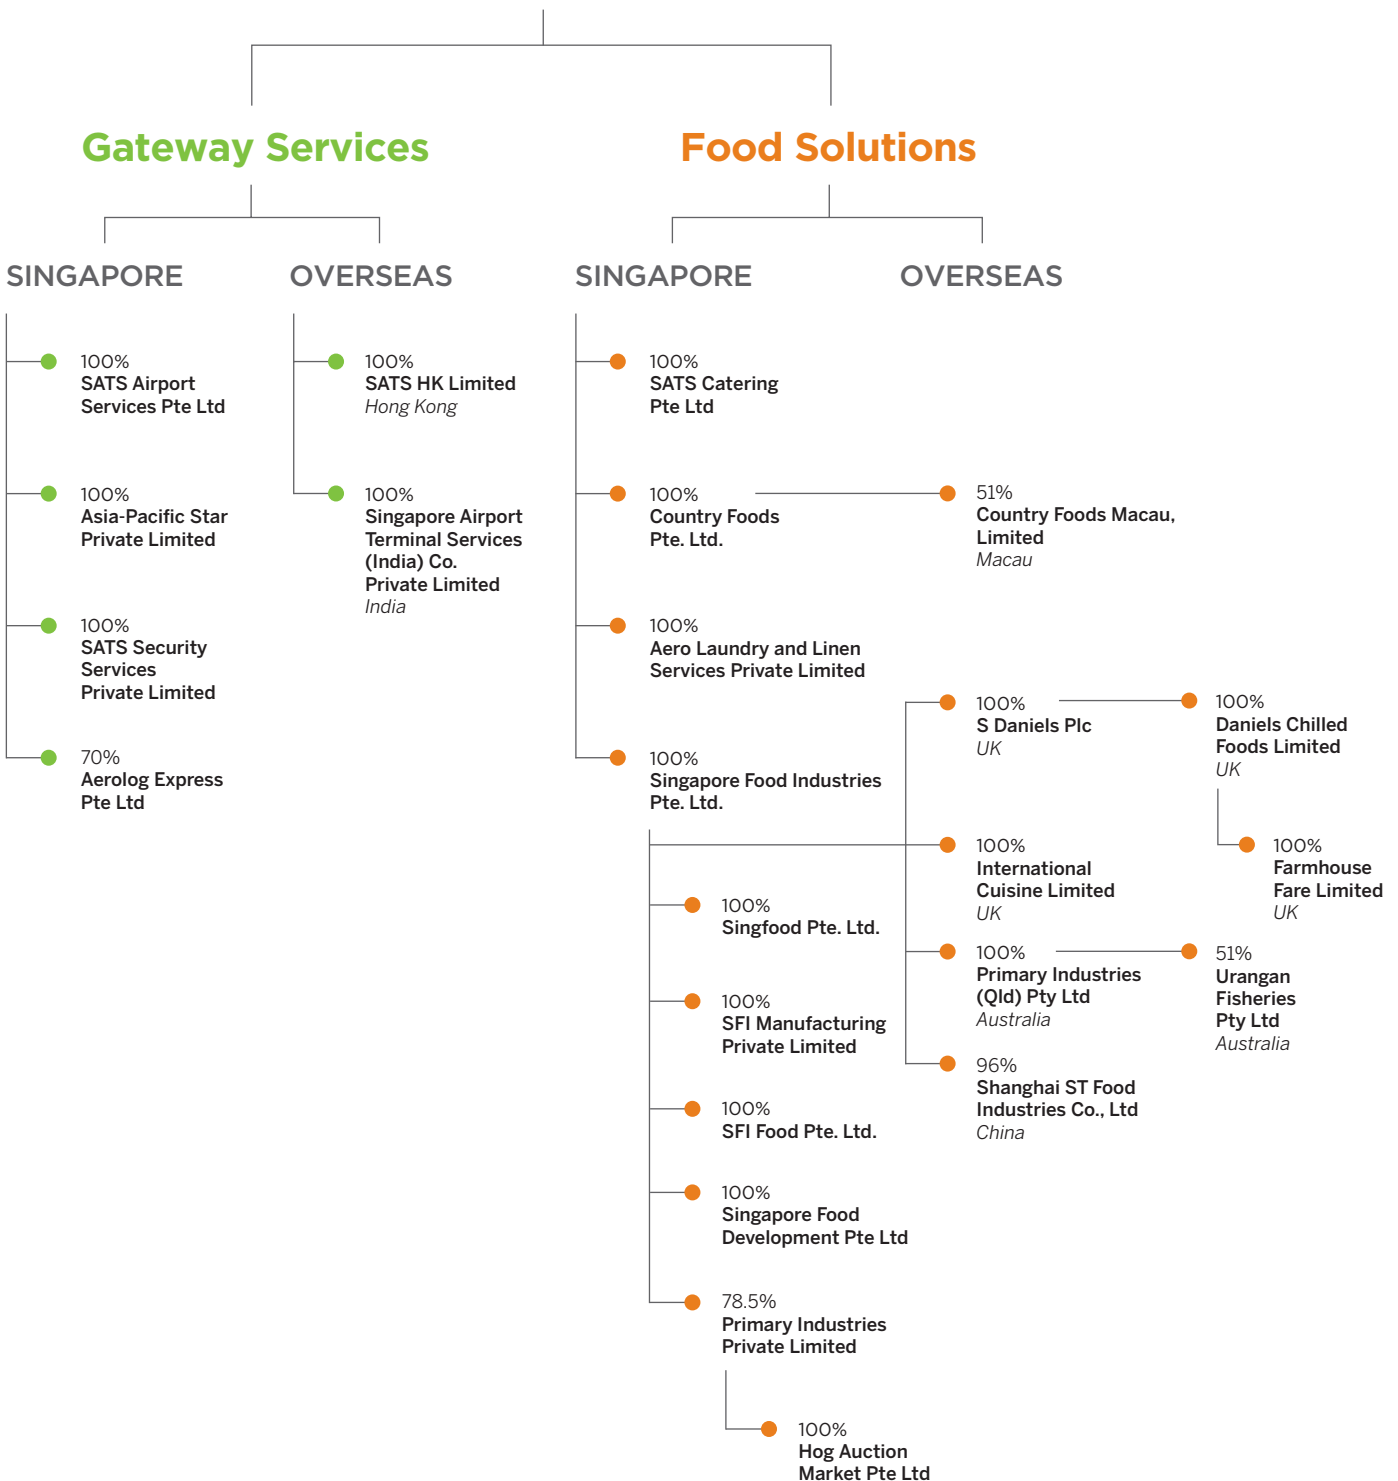 Gateway Services
Food Solutions
SINGAPORE
OVERSEAS
SINGAPORE
OVERSEAS
100%
SATS Airport
Services Pte Ltd
100%
Asia-Pacific Star
Private Limited
100%
SATS Security
Services
Private Limited
70%
Aerolog Express
Pte Ltd
100%
SATS HK Limited
Hong Kong
100%
Singapore Airport
Terminal Services
(India) Co.
Private Limited
India
100%
SATS Catering
Pte Ltd
100%
Country Foods
Pte. Ltd.
51%
Country Foods Macau,
Limited
Macau
100%
Aero Laundry and Linen
Services Private Limited
100%
Singapore Food Industries
Pte. Ltd.
100%
S Daniels Plc
UK
100%
Daniels Chilled
Foods Limited
UK
100%
Farmhouse
Fare Limited
UK
100%
International
Cuisine Limited
UK
100%
Primary Industries
(Qld) Pty Ltd
Australia
51%
Urangan
Fisheries
Pty Ltd
Australia
96%
Shanghai ST Food
Industries Co., Ltd
China
100%
Singfood Pte. Ltd.
100%
SFI Manufacturing
Private Limited
100%
SFI Food Pte. Ltd.
100%
Singapore Food
Development Pte Ltd
78.5%
Primary Industries
Private Limited
100%
Hog Auction
Market Pte Ltd